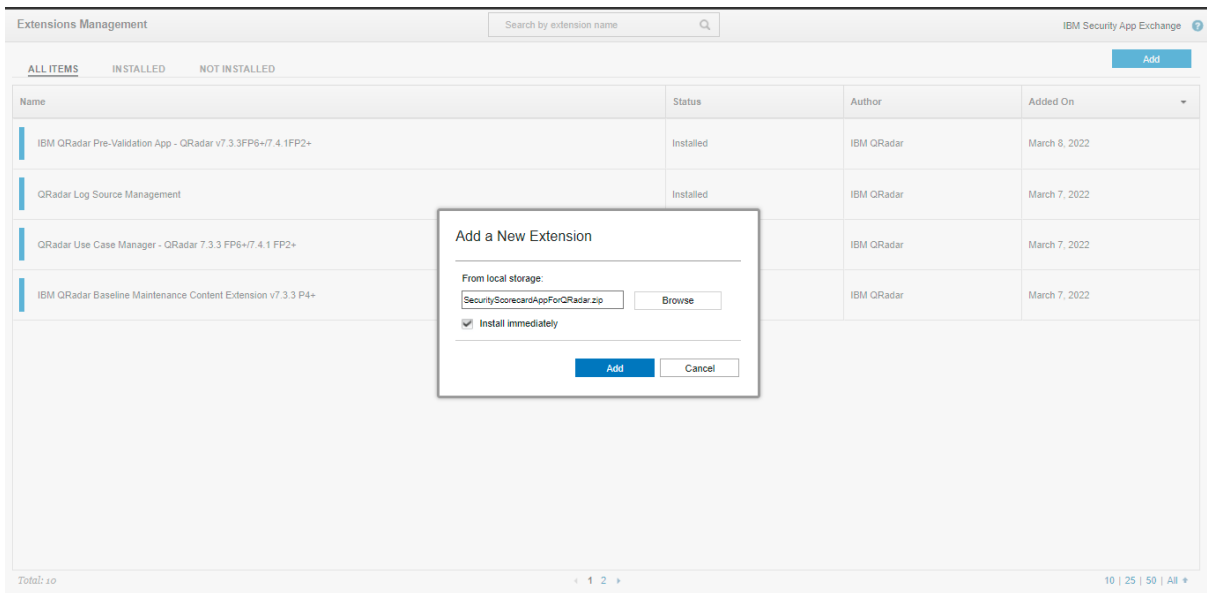 Extensions Management
Search by extension name
IBM Security App Exchange
?
Add
ALL ITEMS INSTALLED NOT INSTALLED
Name Status Author Added On
IBM QRadar Pre-Validation App - QRadar v7.3.3FP6+/7.4.1FP2+ Installed IBM QRadar March 8, 2022
QRadar Log Source Management Installed IBM QRadar March 7, 2022
QRadar Use Case Manager - QRadar 7.3.3 FP6+/7.4.1 FP2+ IBM QRadar March 7, 2022
IBM QRadar Baseline Maintenance Content Extension v7.3.3 P4+ IBM QRadar March 7, 2022
Add a New Extension
From local storage:
SecurityScorecardAppForQRadar.zip Browse
Install immediately
Add Cancel
Total: 10 1 2 10 | 25 | 50 | All